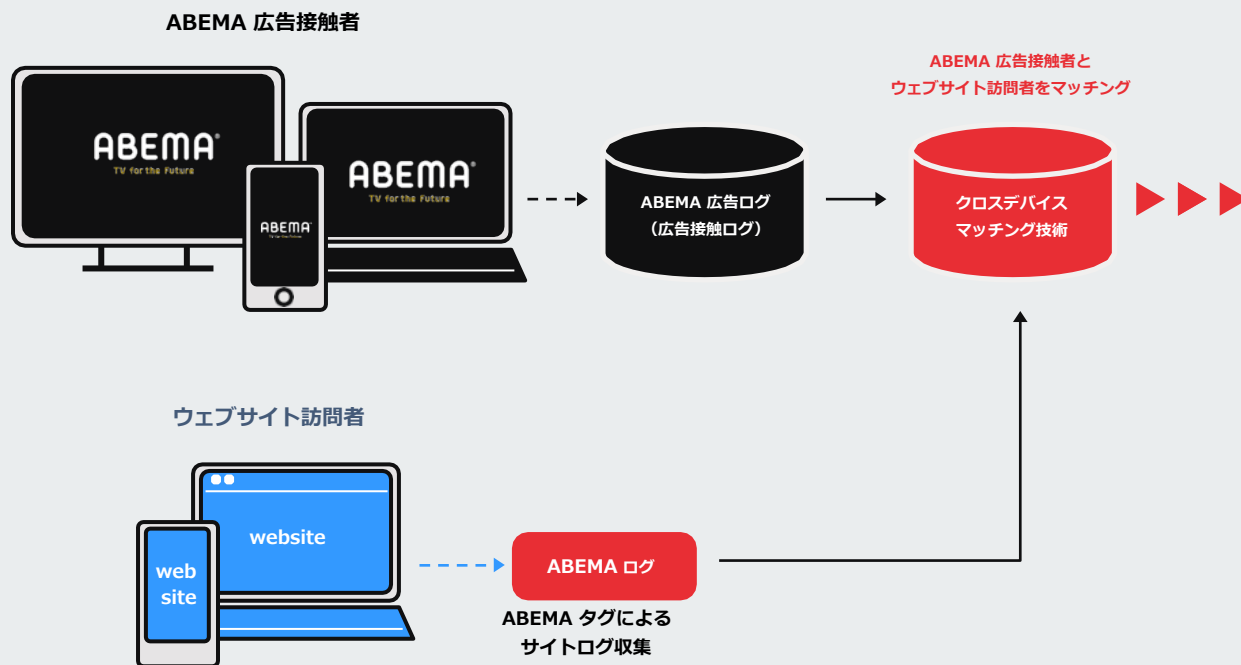 ABEMA 広告接触者
ABEMA
TV for the Future
ABEMA
TV for the Future
ABEMA
TV for the Future
ABEMA 広告ログ
（広告接触ログ）
ABEMA 広告接触者と
ウェブサイト訪問者をマッチング
クロスデバイス
マッチング技術
ウェブサイト訪問者
website
web
site
ABEMA ログ
ABEMA タグによる
サイトログ収集